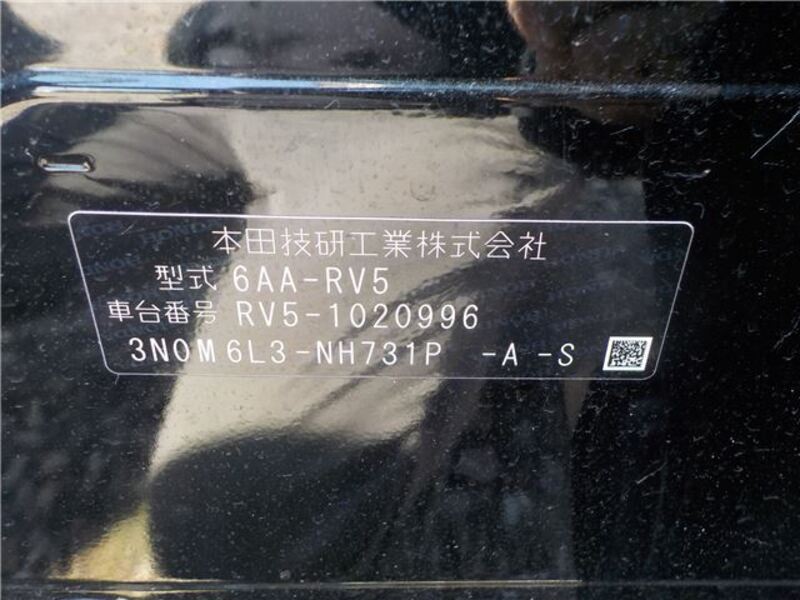 本田技研工業株式会社
型式 6AA-RV5
車台番号 RV5-1020996
3N0M6L3-NH731P -A -S